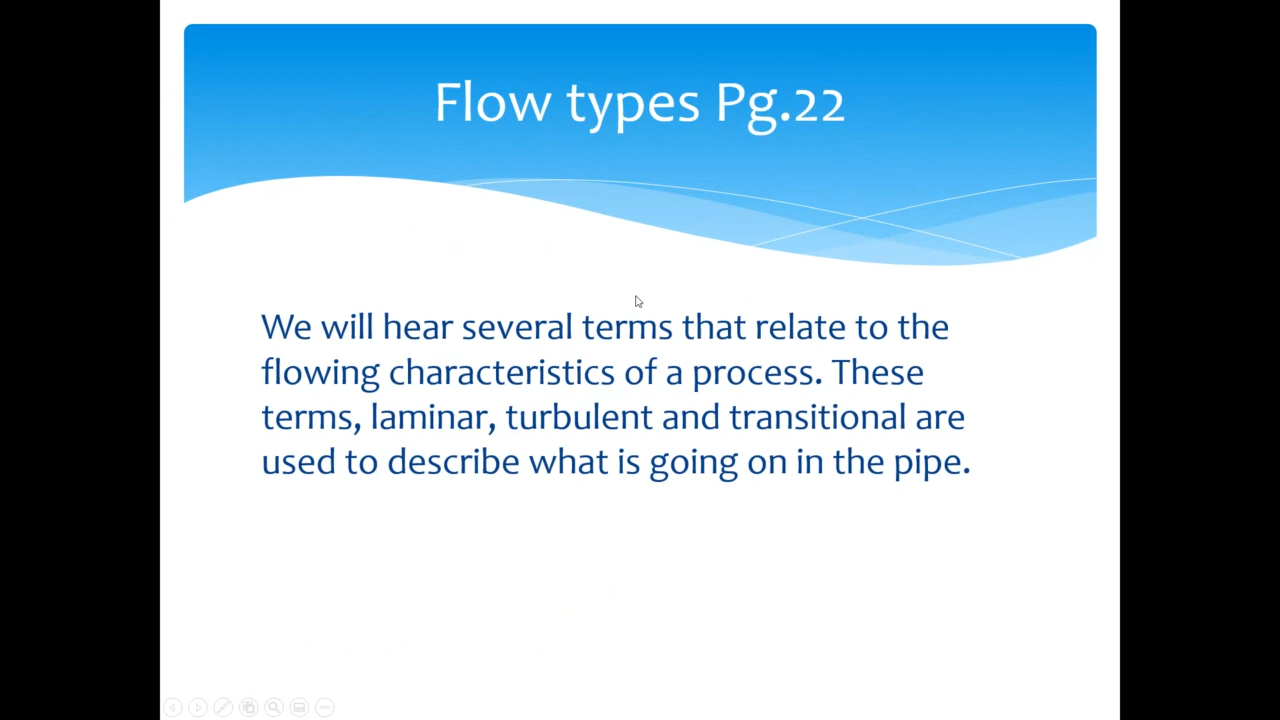 Flow types Pg.22
We will hear several terms that relate to the
flowing characteristics of a process. These
terms, laminar, turbulent and transitional are
used to describe what is going on in the pipe.